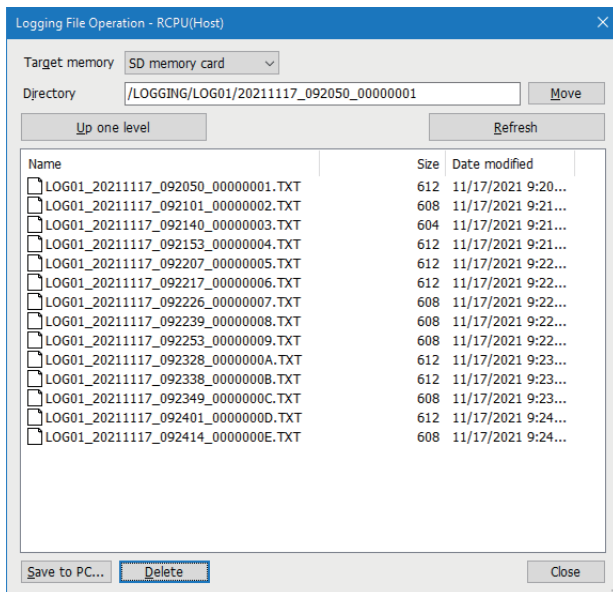 Logging File Operation - RCPU(Host)
Target memory SD memory card
Directory /LOGGING/LOG01/20211117_092050_00000001 Move
Up one level Refresh
Name Size Date modified
LOG01_20211117_092050_00000001.TXT 612 11/17/2021 9:20...
LOG01_20211117_092101_00000002.TXT 608 11/17/2021 9:21...
LOG01_20211117_092140_00000003.TXT 604 11/17/2021 9:21...
LOG01_20211117_092153_00000004.TXT 612 11/17/2021 9:21...
LOG01_20211117_092207_00000005.TXT 612 11/17/2021 9:22...
LOG01_20211117_092217_00000006.TXT 612 11/17/2021 9:22...
LOG01_20211117_092226_00000007.TXT 608 11/17/2021 9:22...
LOG01_20211117_092239_00000008.TXT 608 11/17/2021 9:22...
LOG01_20211117_092253_00000009.TXT 608 11/17/2021 9:22...
LOG01_20211117_092328_0000000A.TXT 612 11/17/2021 9:23...
LOG01_20211117_092338_0000000B.TXT 612 11/17/2021 9:23...
LOG01_20211117_092349_0000000C.TXT 608 11/17/2021 9:23...
LOG01_20211117_092401_0000000D.TXT 612 11/17/2021 9:24...
LOG01_20211117_092414_0000000E.TXT 608 11/17/2021 9:24...
Save to PC... Delete Close